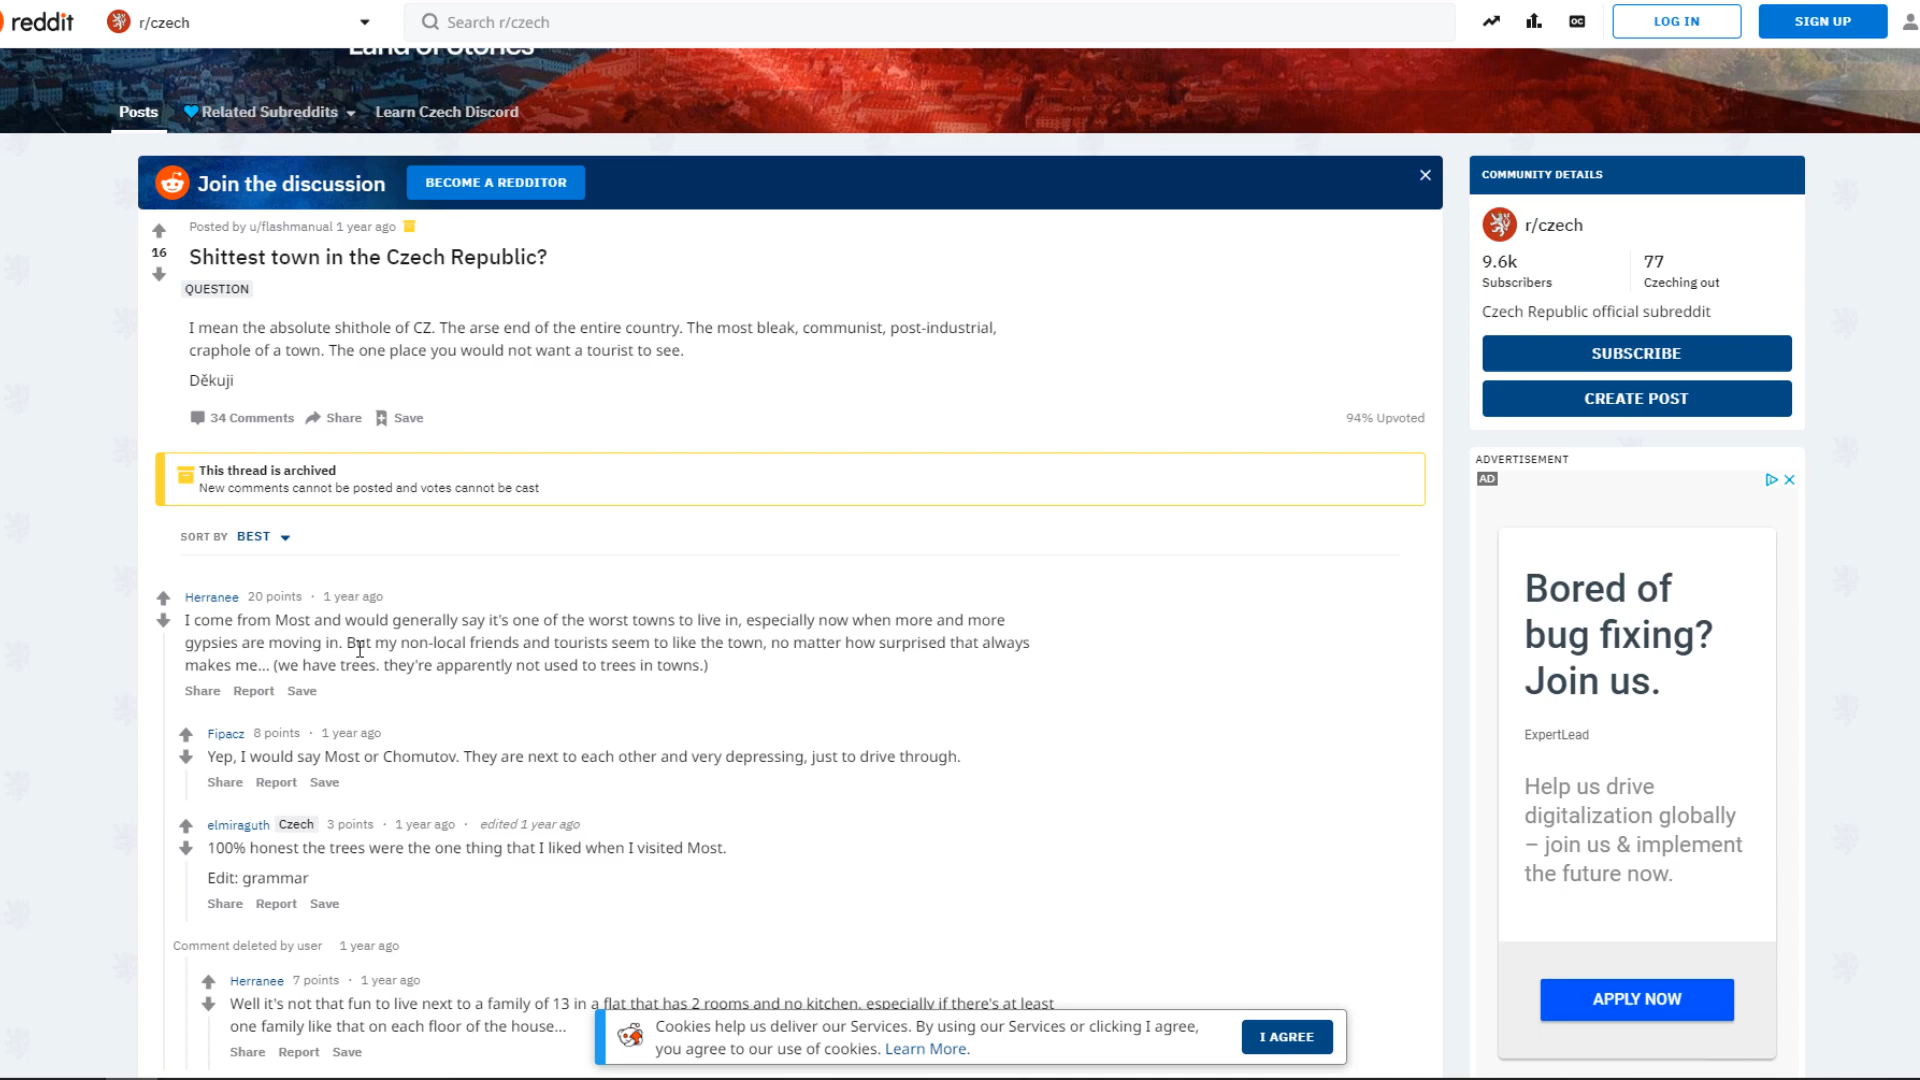 reddit
r/czech
Search r/czech
LOG IN
SIGN UP
Land of Stories
Posts
Related Subreddits
Learn Czech Discord
Join the discussion
BECOME A REDDITOR
Posted by u/flashmanual 1 year ago
16
Shittest town in the Czech Republic?
QUESTION
I mean the absolute shithole of CZ. The arse end of the entire country. The most bleak, communist, post-industrial,
craphole of a town. The one place you would not want a tourist to see.
Děkuji
34 Comments Share Save
94% Upvoted
This thread is archived
New comments cannot be posted and votes cannot be cast
SORT BY BEST
Herranee 20 points · 1 year ago
I come from Most and would generally say it's one of the worst towns to live in, especially now when more and more
gypsies are moving in. But my non-local friends and tourists seem to like the town, no matter how surprised that always
makes me... (we have trees. they're apparently not used to trees in towns.)
Share Report Save
Fipacz 8 points · 1 year ago
Yep, I would say Most or Chomutov. They are next to each other and very depressing, just to drive through.
Share Report Save
elmiraguth Czech 3 points · 1 year ago · edited 1 year ago
100% honest the trees were the one thing that I liked when I visited Most.
Edit: grammar
Share Report Save
Comment deleted by user 1 year ago
Herranee 7 points · 1 year ago
Well it's not that fun to live next to a family of 13 in a flat that has 2 rooms and no kitchen, especially if there's at least
one family like that on each floor of the house...
Share Report Save
Cookies help us deliver our Services. By using our Services or clicking I agree,
you agree to our use of cookies. Learn More.
I AGREE
COMMUNITY DETAILS
r/czech
9.6k
Subscribers
77
Czeching out
Czech Republic official subreddit
SUBSCRIBE
CREATE POST
ADVERTISEMENT
AD
Bored of
bug fixing?
Join us.
ExpertLead
Help us drive
digitalization globally
– join us & implement
the future now.
APPLY NOW